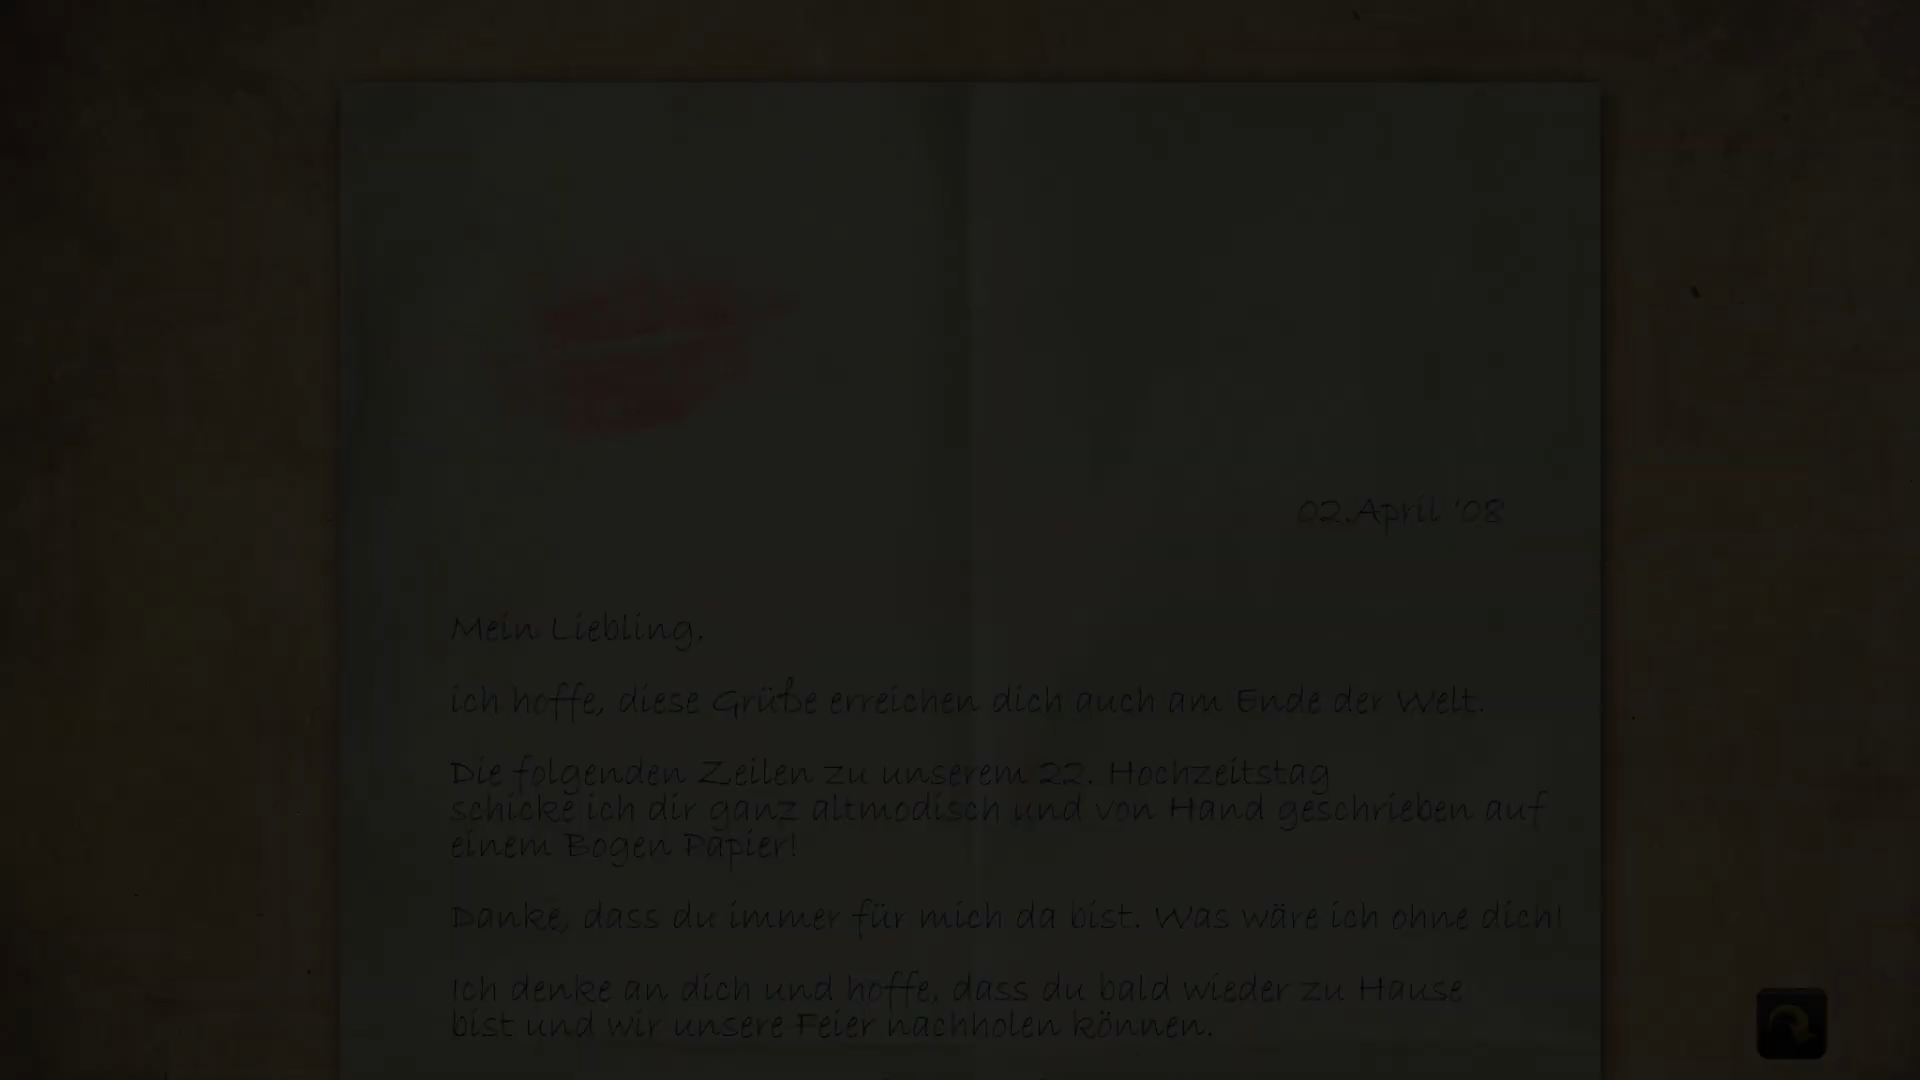 02.April '08
Mein Liebling,
ich hoffe, diese Grüße erreichen dich auch am Ende der Welt.
Die folgenden Zeilen zu unserem 22. Hochzeitstag
schicke ich dir ganz altmodisch und von Hand geschrieben auf
einem Bogen Papier!
Danke, dass du immer für mich da bist. Was wäre ich ohne dich!
Ich denke an dich und hoffe, dass du bald wieder zu Hause
bist und wir unsere Feier nachholen können.